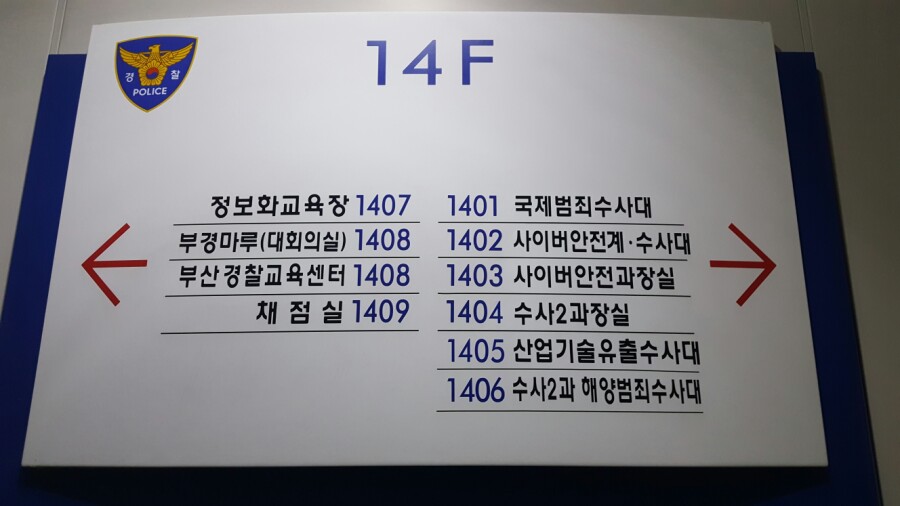 경 찰
POLICE
14F
정보화교육장 1407
부경마루(대회의실) 1408
부산경찰교육센터 1408
채 점 실 1409
1401 국제범죄수사대
1402 사이버안전계·수사대
1403 사이버안전과장실
1404 수사2과장실
1405 산업기술유출수사대
1406 수사2과 해양범죄수사대